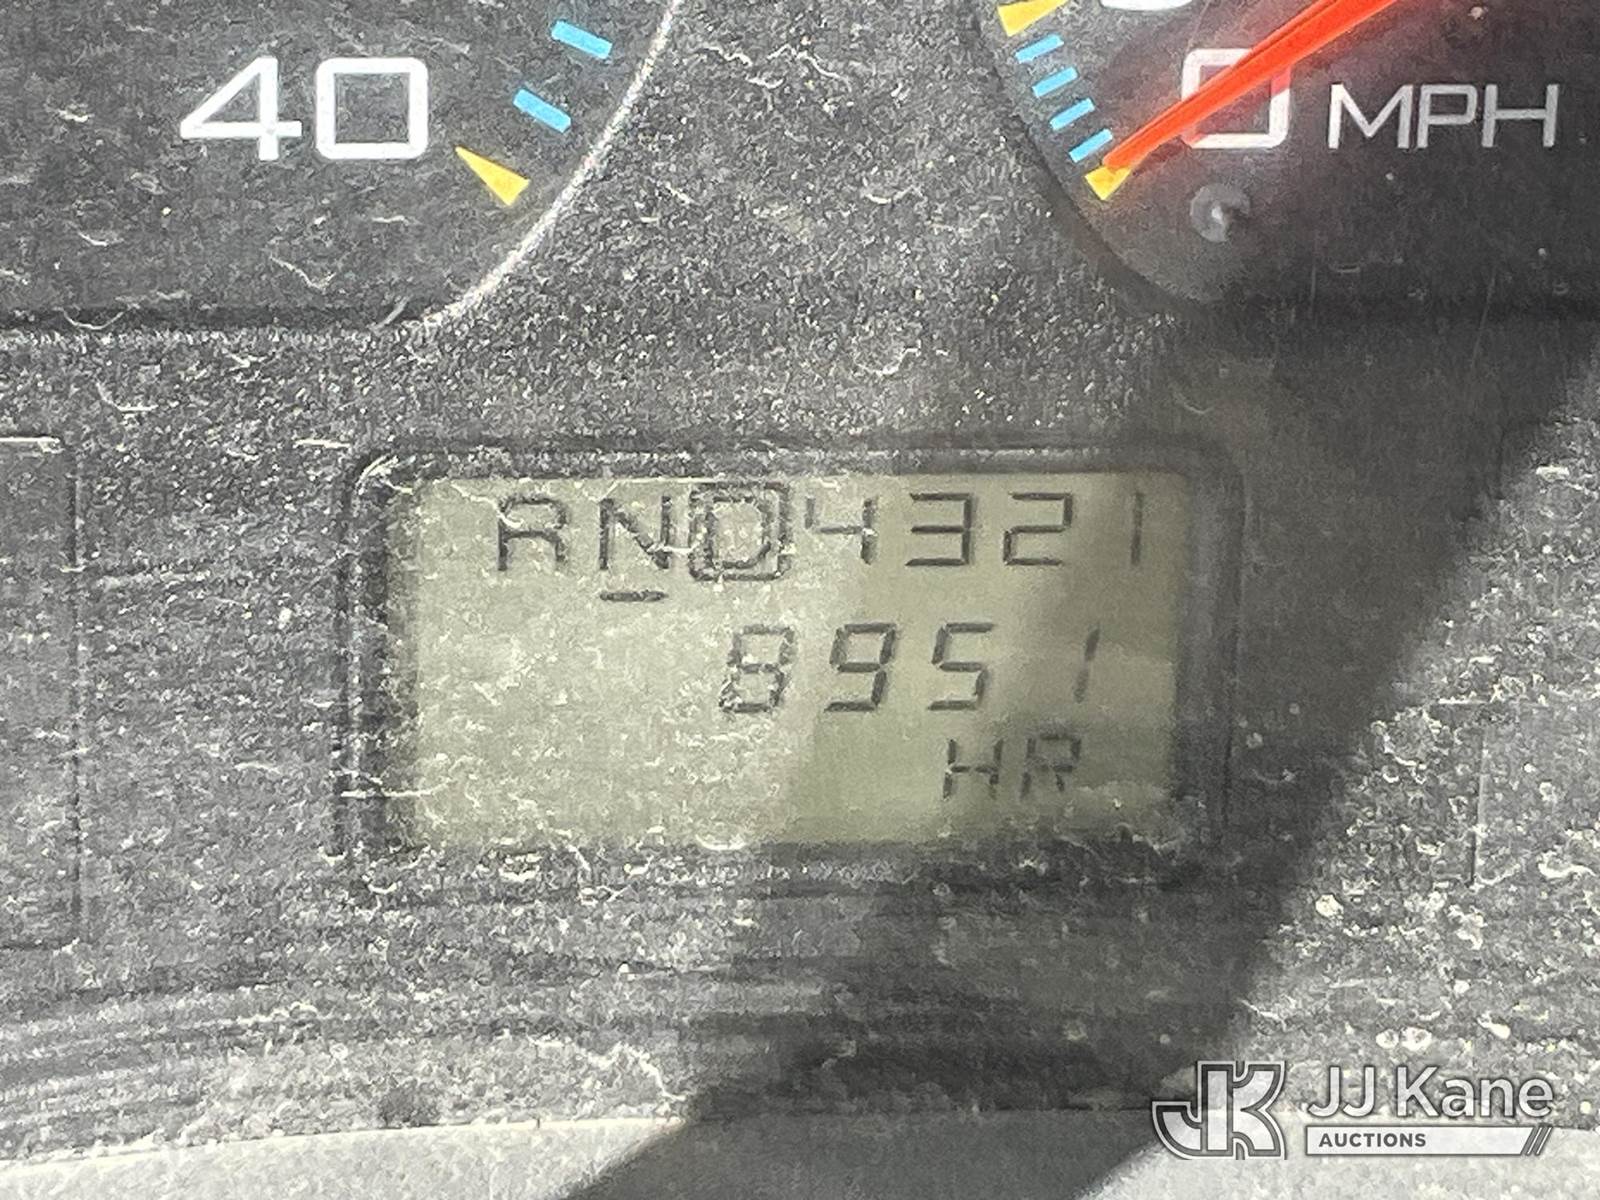 40
0 MPH
RND4321
8951
HR
JJ Kane
AUCTIONS